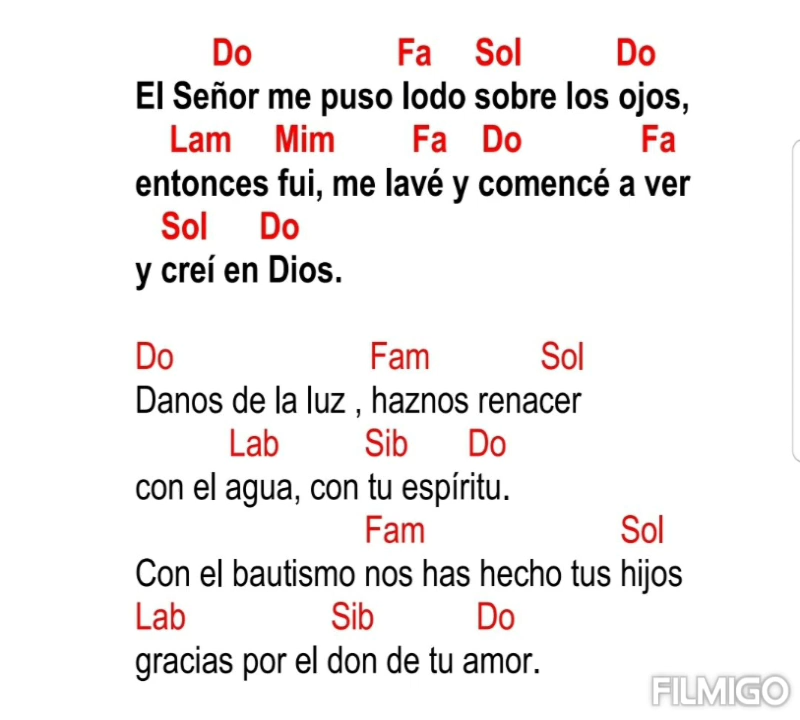 Do Fa Sol Do
El Señor me puso lodo sobre los ojos,
Lam Mim Fa Do Fa
entonces fui, me lavé y comencé a ver
Sol Do
y creí en Dios.
Do Fam Sol
Danos de la luz , haznos renacer
Lab Sib Do
con el agua, con tu espíritu.
Fam Sol
Con el bautismo nos has hecho tus hijos
Lab Sib Do
gracias por el don de tu amor.
FILMIGO